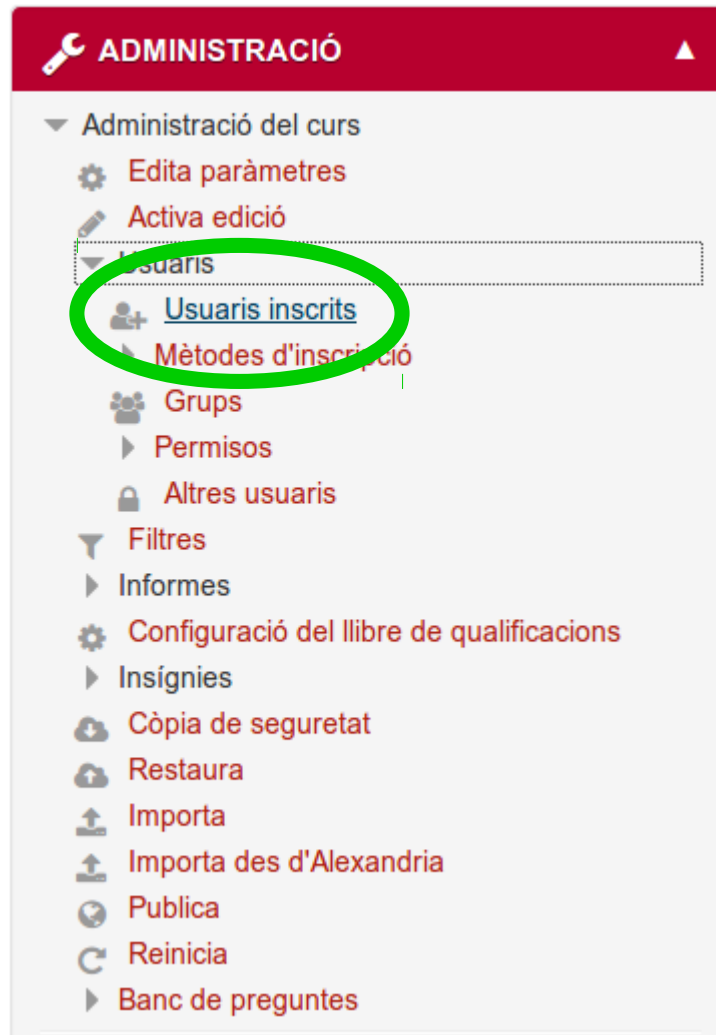 ADMINISTRACIÓ
Administració del curs
Edita paràmetres
Activa edició
Usuaris
Usuaris inscrits
Mètodes d'inscripció
Grups
Permisos
Altres usuaris
Filtres
Informes
Configuració del llibre de qualificacions
Insígnies
Còpia de seguretat
Restaura
Importa
Importa des d'Alexandria
Publica
Reinicia
Banc de preguntes